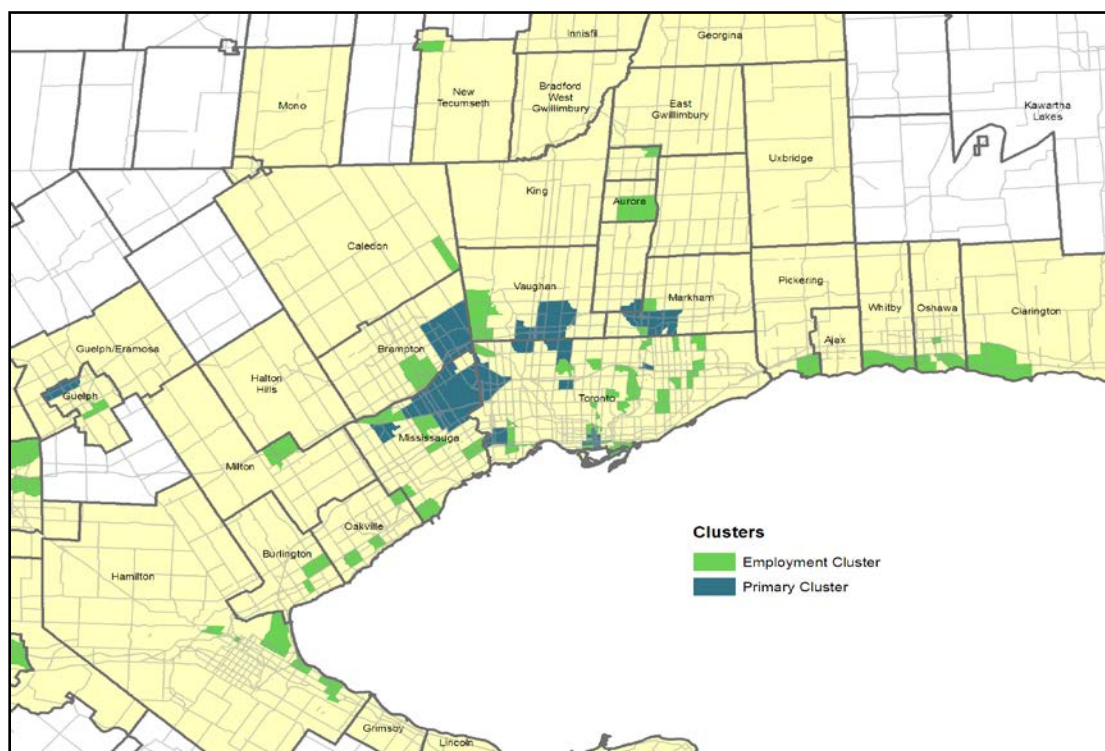 Innisfil
Georgina
Mono
New
Tecumseth
Bradford
West
Gwillimbury
East
Gwillimbury
Kawartha
Lakes
Uxbridge
King
Aurora
Caledon
Vaughan
Markham
Pickering
Whitby
Oshawa
Clarington
Ajax
Guelph/Eramosa
Brampton
Halton
Hills
Guelph
Toronto
Mississauga
Milton
Oakville
Burlington
Hamilton
Grimsby
Lincoln
Clusters
Employment Cluster
Primary Cluster